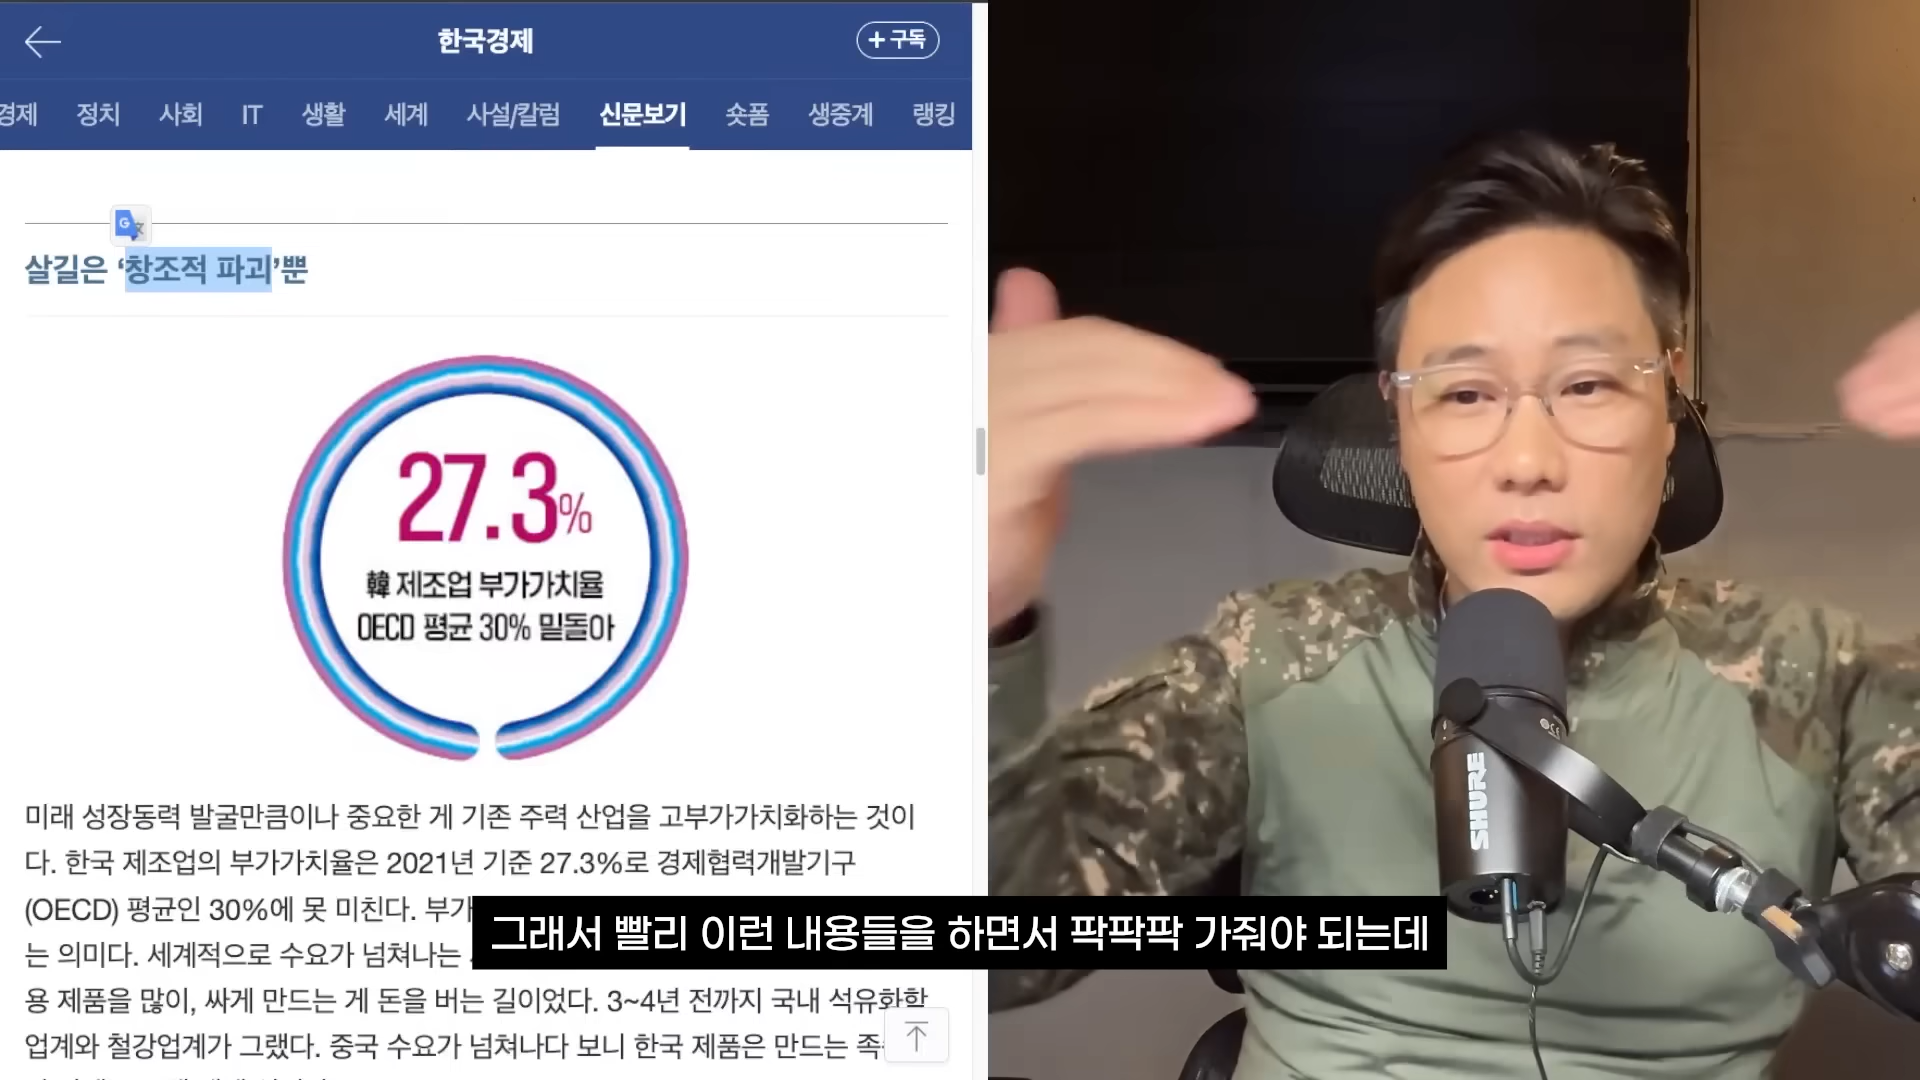 한국경제
+ 구독
경제 정치 사회 IT 생활 세계 사설/칼럼 신문보기 숏폼 생중계 랭킹
살길은 ‘창조적 파괴’뿐
27.3%
韓 제조업 부가가치율
OECD 평균 30% 밑돌아
미래 성장동력 발굴만큼이나 중요한 게 기존 주력 산업을 고부가가치화하는 것이
다. 한국 제조업의 부가가치율은 2021년 기준 27.3%로 경제협력개발기구
(OECD) 평균인 30%에 못 미친다. 부가
는 의미다. 세계적으로 수요가 넘쳐나는
용 제품을 많이, 싸게 만드는 게 돈을 버는 길이었다. 3~4년 전까지 국내 석유화학
업계와 철강업계가 그랬다. 중국 수요가 넘쳐나다 보니 한국 제품은 만드는 족
그래서 빨리 이런 내용들을 하면서 팍팍팍 가줘야 되는데
SHURE